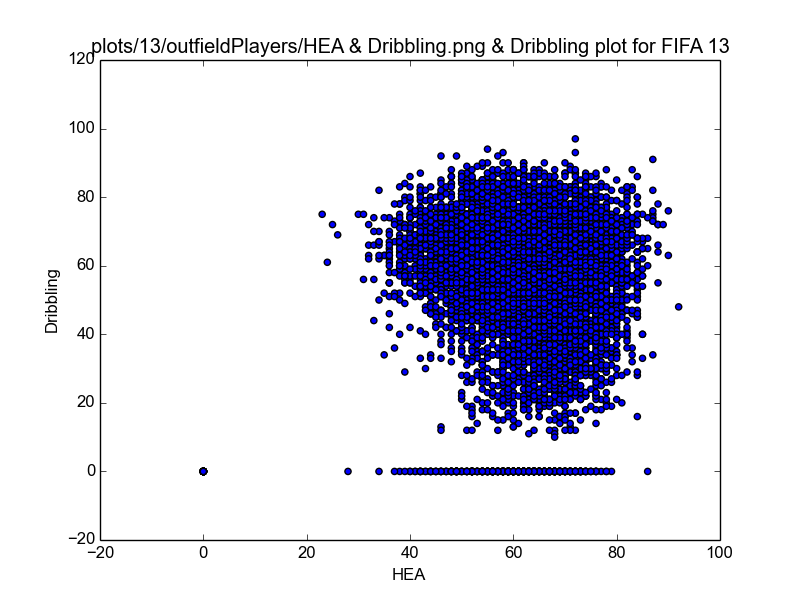 plots/13/outfieldPlayers/HEA & Dribbling.png & Dribbling plot for FIFA 13
120
100
80
60
40
20
0
−20
Dribbling
−20 0 20 40 60 80 100
HEA